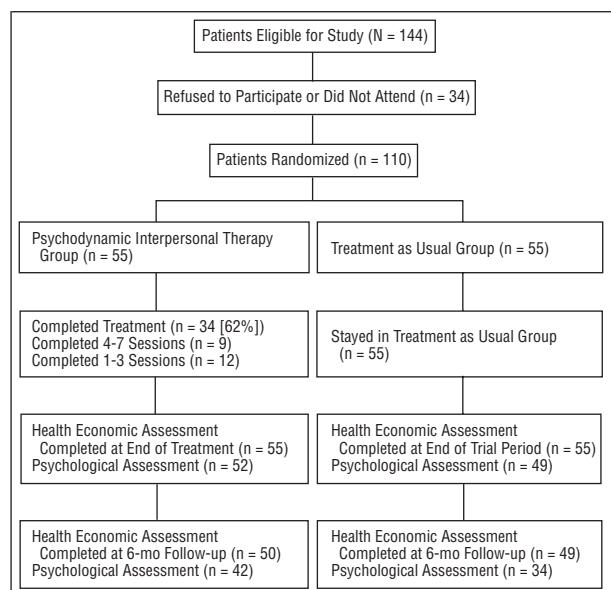 Patients Eligible for Study (N = 144)
Refused to Participate or Did Not Attend (n = 34)
Patients Randomized (n = 110)
Psychodynamic Interpersonal Therapy
Group (n = 55)
Treatment as Usual Group (n = 55)
Completed Treatment (n = 34 [62%])
Completed 4-7 Sessions (n = 9)
Completed 1-3 Sessions (n = 12)
Stayed in Treatment as Usual Group
(n = 55)
Health Economic Assessment
Completed at End of Treatment (n = 55)
Psychological Assessment (n = 52)
Health Economic Assessment
Completed at End of Trial Period (n = 55)
Psychological Assessment (n = 49)
Health Economic Assessment
Completed at 6-mo Follow-up (n = 50)
Psychological Assessment (n = 42)
Health Economic Assessment
Completed at 6-mo Follow-up (n = 49)
Psychological Assessment (n = 34)